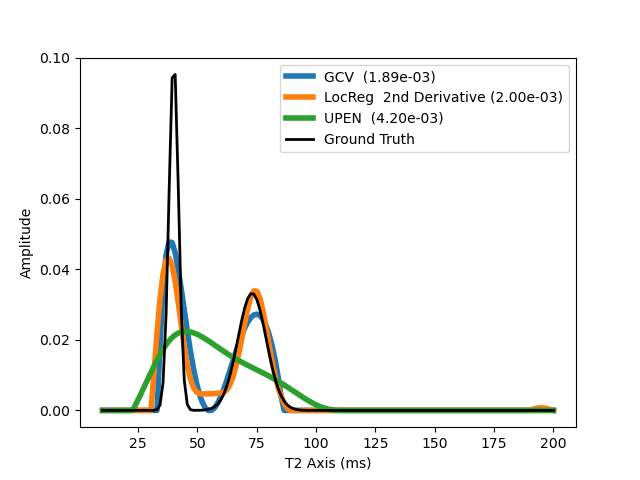 GCV (1.89e-03)
LocReg 2nd Derivative (2.00e-03)
UPEN (4.20e-03)
Ground Truth
0.10
0.08
0.06
0.04
0.02
0.00
Amplitude
25 50 75 100 125 150 175 200
T2 Axis (ms)